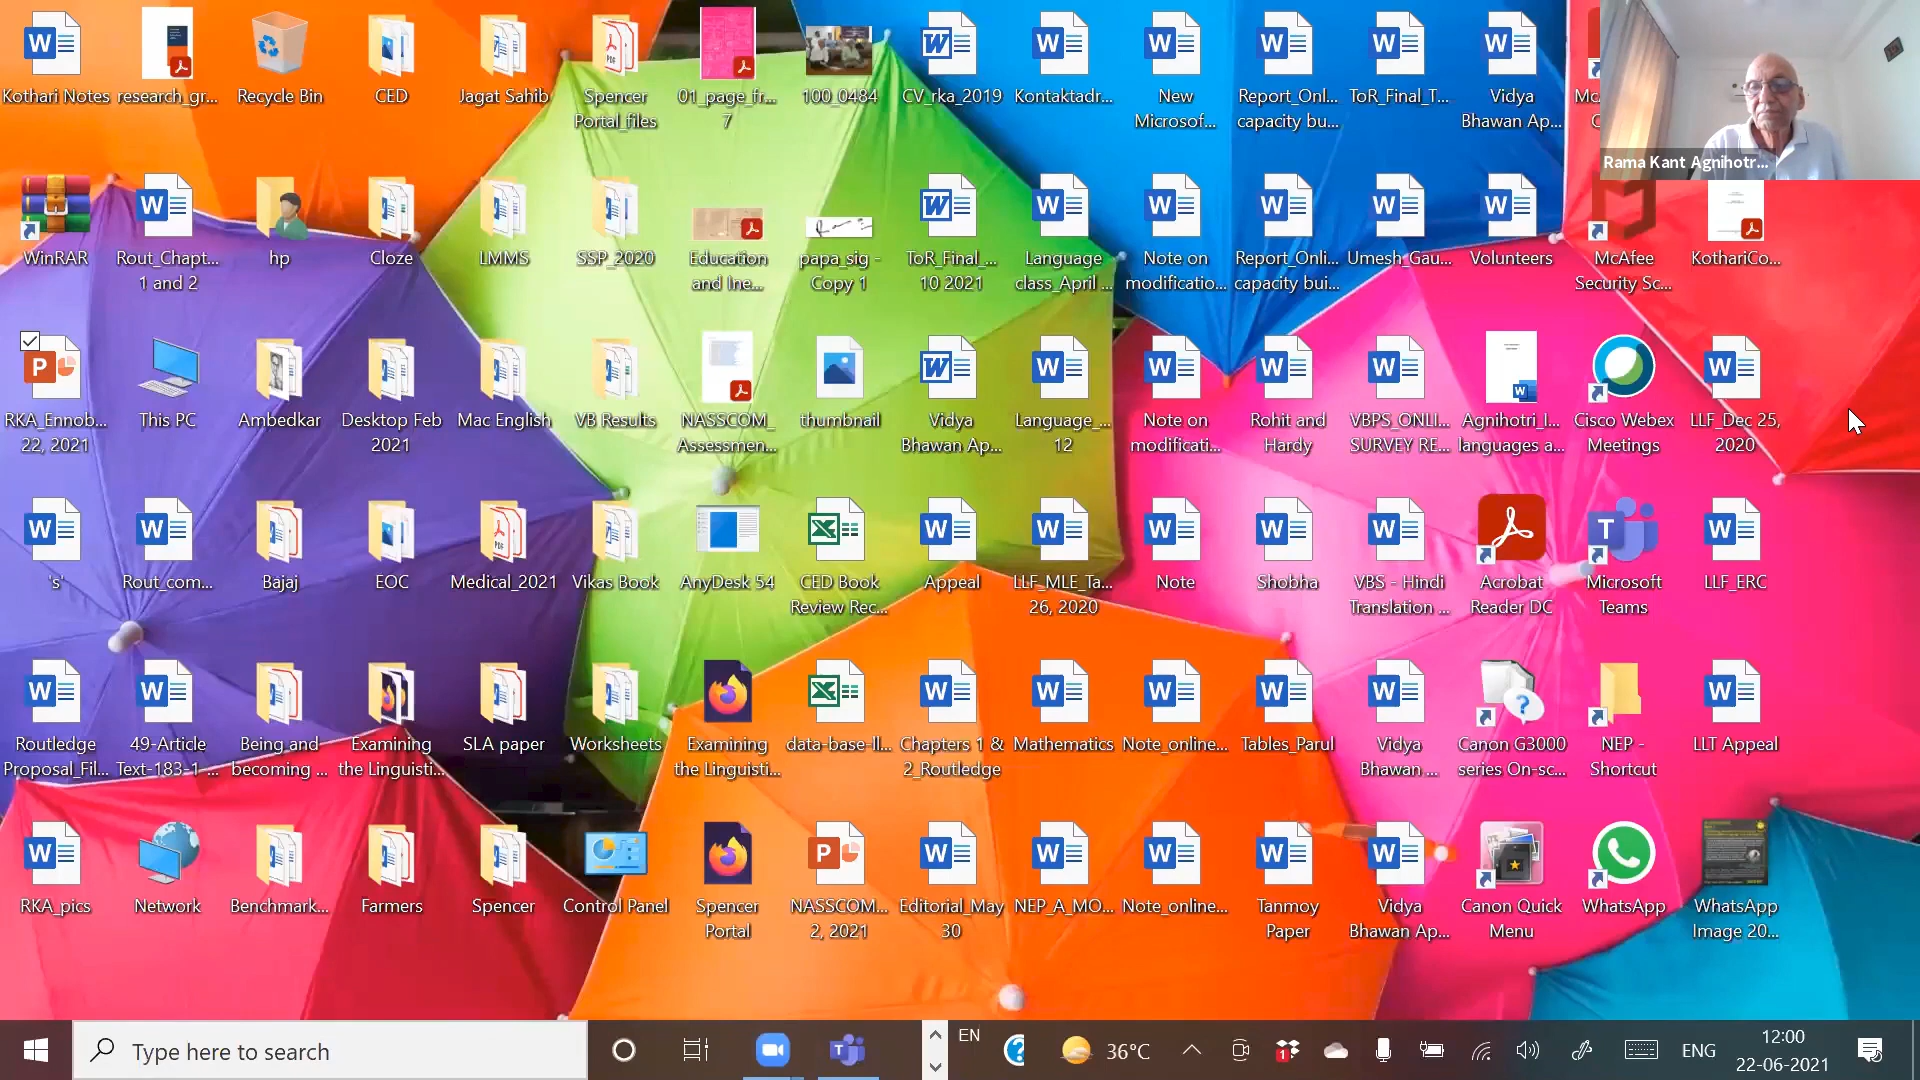 Kothari Notes
research_gr...
Recycle Bin
CED
Jagat Sahib
Spencer
Portal_files
01_page_fr...
7
100_0484
CV_rka_2019
Kontaktadr...
New
Microsof...
Report_Onl...
capacity bu...
ToR_Final_T...
Vidya
Bhawan Ap...
Rama Kant Agnihotr...
WinRAR
Rout_Chapt...
1 and 2
hp
Cloze
LMMS
SSP_2020
Education
and Ine...
papa_sig -
Copy 1
ToR_Final_...
10 2021
Language
class_April ...
Note on
modificatio...
Report_Onli...
capacity bui...
Umesh_Gau...
Volunteers
McAfee
Security Sc...
KothariCo...
RKA_Ennob...
22, 2021
This PC
Ambedkar
Desktop Feb
2021
Mac English
VB Results
NASSCOM_
Assessmen...
thumbnail
Vidya
Bhawan Ap...
Language_...
12
Note on
modificati...
Rohit and
Hardy
VBPS_ONLI...
SURVEY RE...
Agnihotri_I...
languages a...
Cisco Webex
Meetings
LLF_Dec 25,
2020
's'
Rout_com...
Bajaj
EOC
Medical_2021
Vikas Book
AnyDesk 54
CED Book
Review Rec...
Appeal
LLF_MLE_Ta...
26, 2020
Note
Shobha
VBS - Hindi
Translation ...
Acrobat
Reader DC
Microsoft
Teams
LLF_ERC
Routledge
Proposal_Fil...
49-Article
Text-183-1-...
Being and
becoming ...
Examining
the Linguisti...
SLA paper
Worksheets
Examining
the Linguisti...
data-base-ll...
Chapters 1 &
2_Routledge
Mathematics
Note_online...
Tables_Parul
Vidya
Bhawan ...
Canon G3000
series On-sc...
NEP -
Shortcut
LLT Appeal
RKA_pics
Network
Benchmark...
Farmers
Spencer
Control Panel
Spencer
Portal
NASSCOM...
2, 2021
Editorial_May
30
NEP_A_MO...
Note_online...
Tanmoy
Paper
Vidya
Bhawan Ap...
Canon Quick
Menu
WhatsApp
WhatsApp
Image 20...
Type here to search
EN
36°C
ENG
12:00
22-06-2021